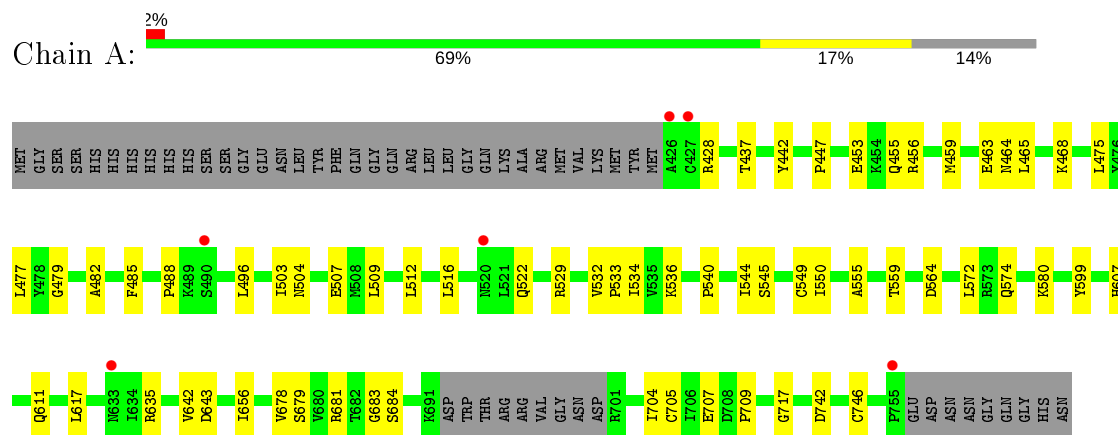 2%
Chain A:
69% 17% 14%
MET GLY SER SER HIS HIS HIS HIS HIS HIS SER SER GLY GLU ASN LEU TYR PHE GLN GLY GLN ARG LEU LEU GLY GLN LYS ALA ARG MET VAL LYS MET TYR MET A426 C427 R428 T437 Y442 P447 E453 K454 Q455 R456 M459 E463 N464 L465 K468 L475 Y476
L477 Y478 G479 A482 F485 P488 K489 S490 L496 I503 N504 E507 M508 L509 L512 L516 N520 L521 Q522 R529 V532 P533 I534 V535 K536 P540 I544 S545 C549 I550 A555 T559 D564 L572 R573 Q574 K580 Y599 H607
Q611 L617 N633 I634 R635 V642 D643 I656 V678 S679 V680 R681 T682 G683 S684 K691 ASP TRP THR ARG ARG VAL GLY ASN ASP R701 I704 C705 I706 E707 D708 P709 G717 D742 C746 P755 GLU ASP ASN ASN GLY GLN GLY HIS ASN